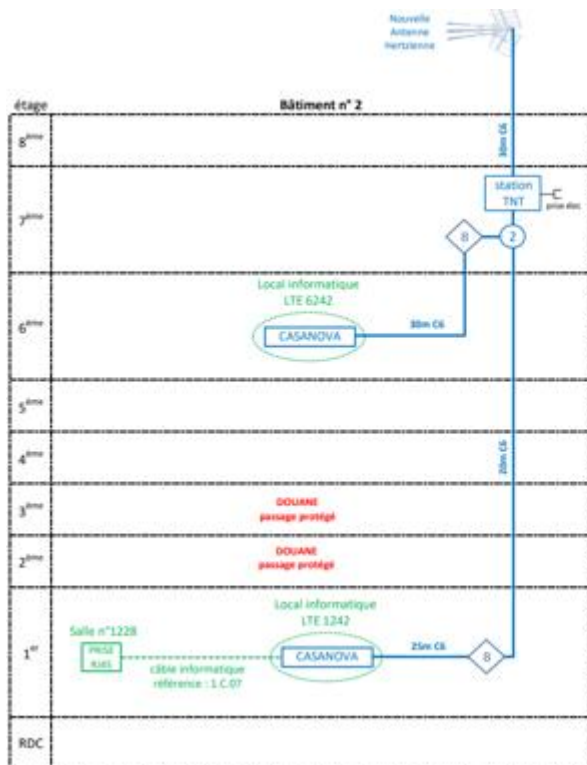 Nouvelle
Antenne
Hertzienne
étage
Bâtiment n° 2
8ème
30m C6
7ème
station
TNT
prise élec
8
2
6ème
Local informatique
LTE 6242
CASANOVA
30m C6
5ème
4ème
20m C6
3ème
DOUANE
passage protégé
2ème
DOUANE
passage protégé
1er
Salle n°1228
PRISE
RJ45
câble informatique
référence : 1.C.07
Local informatique
LTE 1242
CASANOVA
25m C6
8
RDC